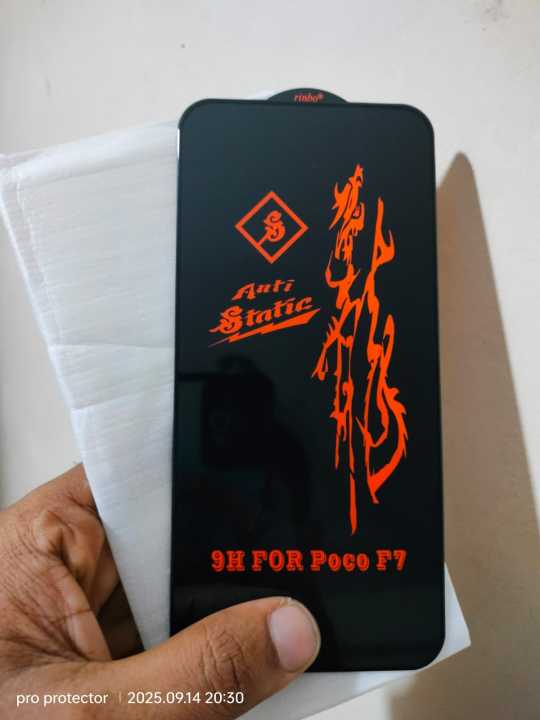 rinbo®
S
Anti
Static
9H FOR Poco F7
pro protector | 2025.09.14 20:30